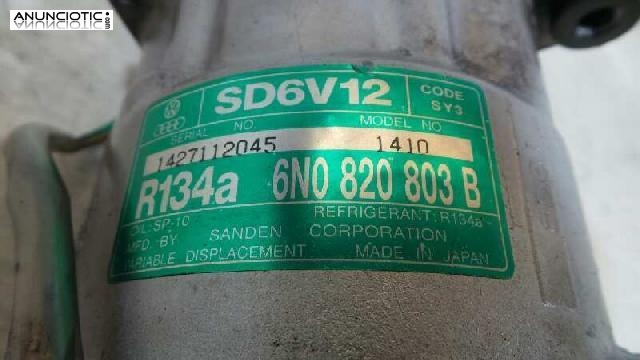 ANUNCIOTIC.COM
SD6V12
CODE
SY3
SERIAL NO.
MODEL NO
1427112045
1410
R134a 6N0 820 803 B
OIL:SP-10
REFRIGERANT:R134a
MFD. BY SANDEN CORPORATION
VARIABLE DISPLACEMENT MADE IN JAPAN